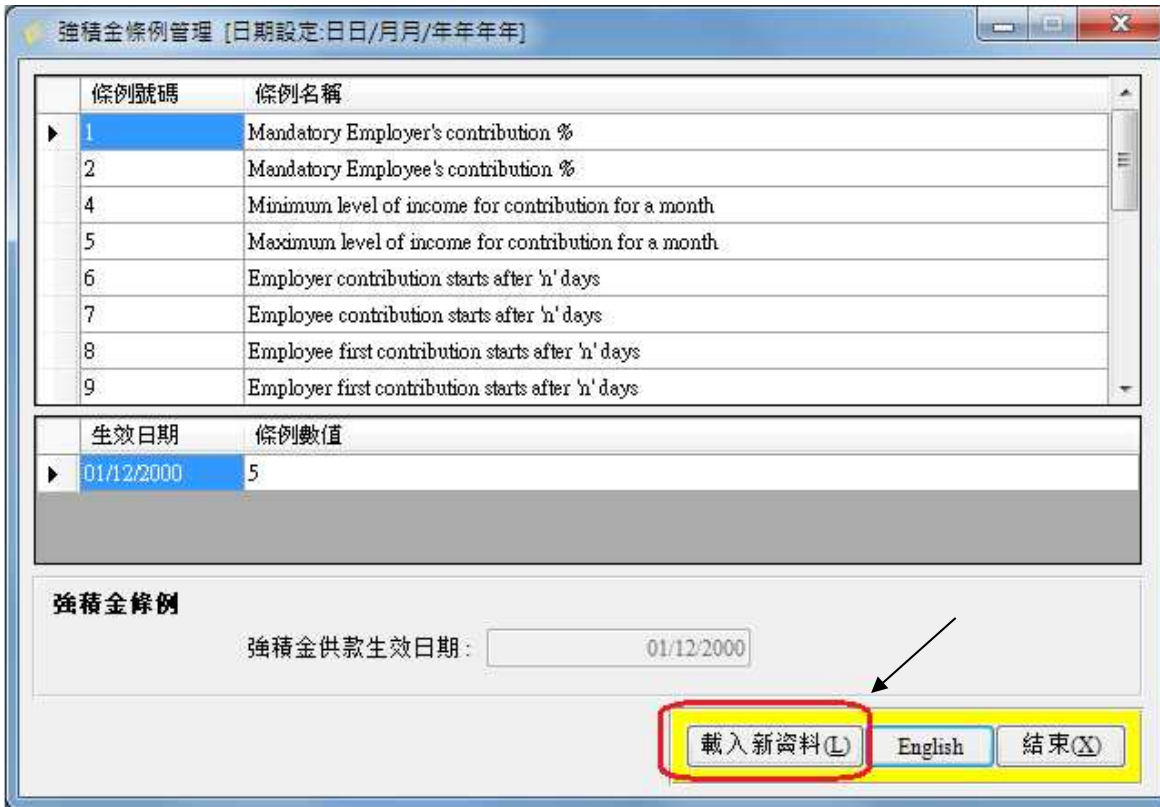 強積金條例管理 [日期設定:日日/月月/年年年年]
條例號碼 條例名稱
1 Mandatory Employer's contribution %
2 Mandatory Employee's contribution %
4 Minimum level of income for contribution for a month
5 Maximum level of income for contribution for a month
6 Employer contribution starts after 'n' days
7 Employee contribution starts after 'n' days
8 Employee first contribution starts after 'n' days
9 Employer first contribution starts after 'n' days
生效日期 條例數值
01/12/2000 5
強積金條例
強積金供款生效日期 : 01/12/2000
載入新資料(L) English 結束(X)